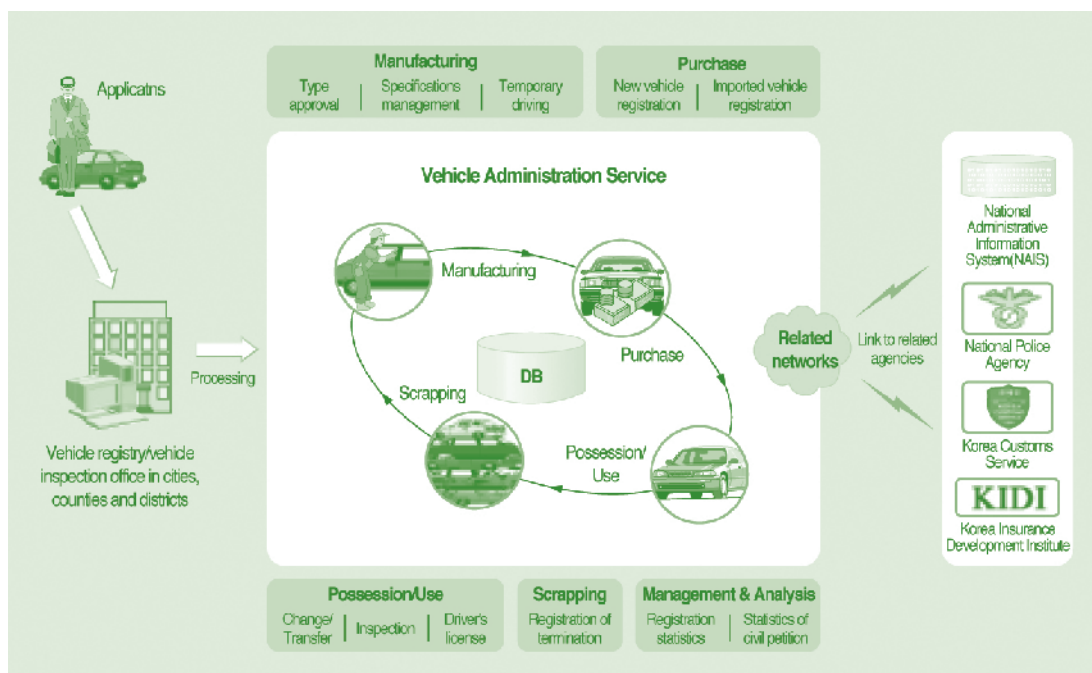 Applicatns
Manufacturing
Type
approval
Specifications
management
Temporary
driving
Purchase
New vehicle
registration
Imported vehicle
registration
Vehicle Administration Service
Manufacturing
Purchase
DB
Scrapping
Possession/
Use
Processing
Vehicle registry/vehicle
inspection office in cities,
counties and districts
Related
networks
Link to related
agencies
National
Administrative
Information
System(NAIS)
National Police
Agency
Korea Customs
Service
KIDI
Korea Insurance
Development Institute
Possession/Use
Change/
Transfer
Inspection
Driver's
license
Scrapping
Registration of
termination
Management & Analysis
Registration
statistics
Statistics of
civil petition